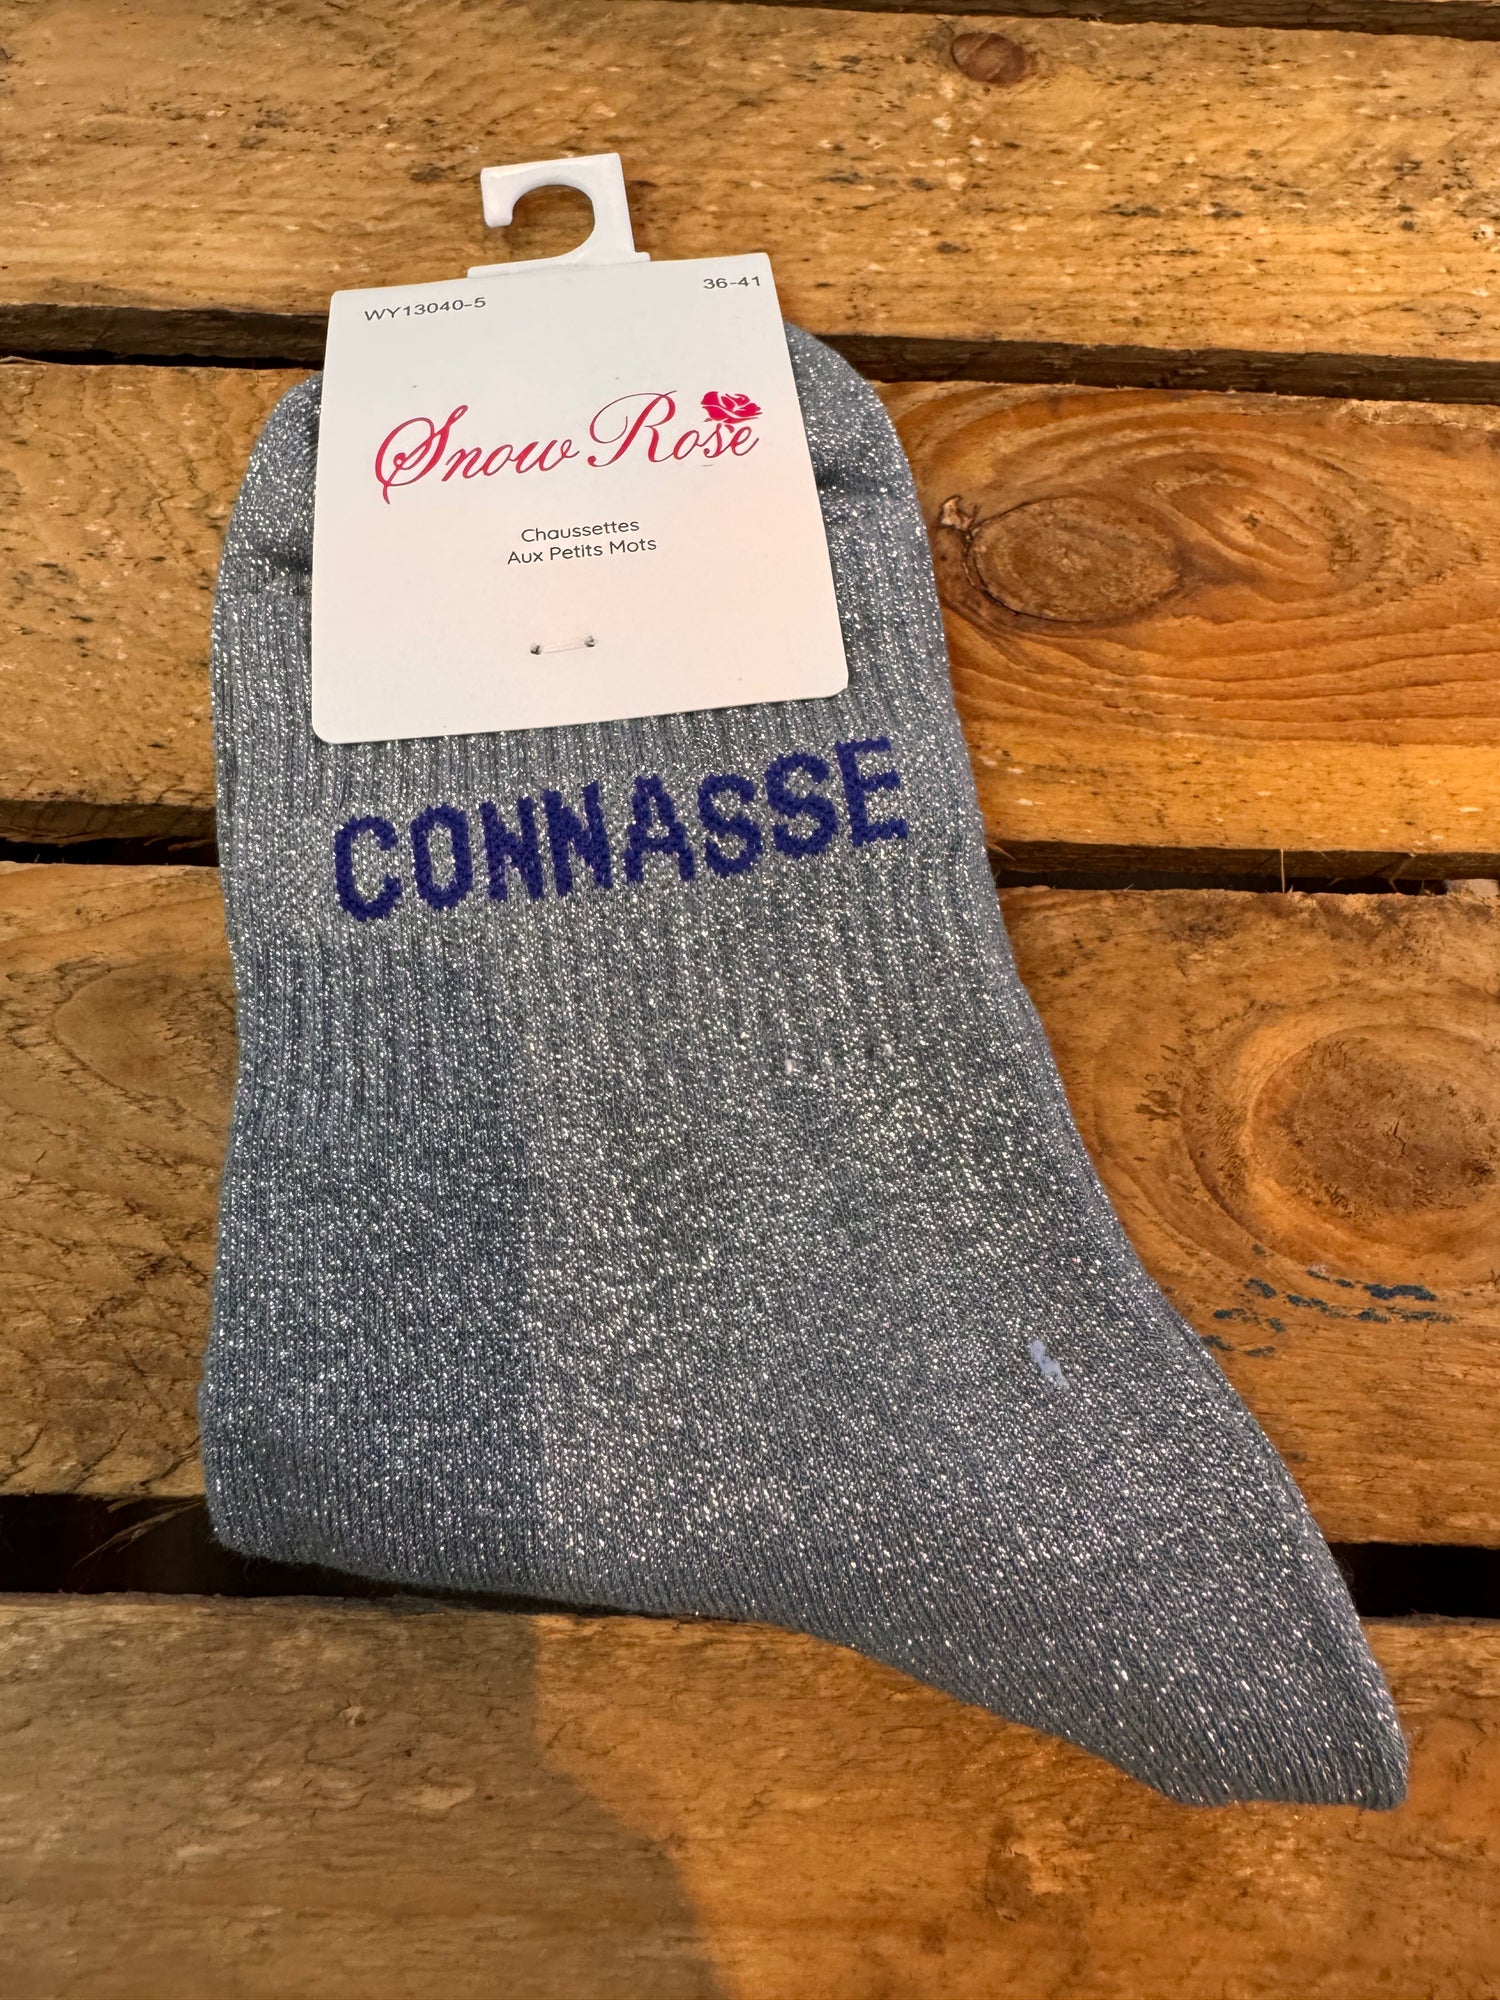 WY13040-5 36-41
Snow Rose
Chaussettes
Aux Petits Mots
CONNASSE